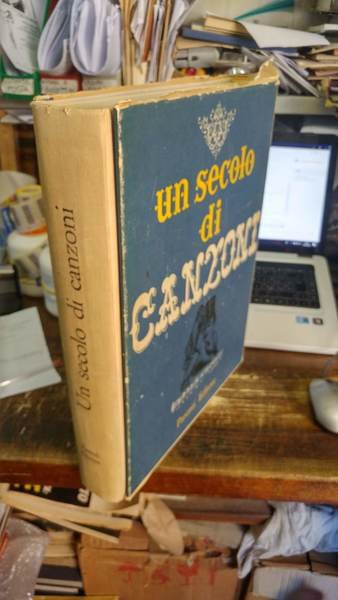 un secolo
di
CANZONI
Un secolo di canzoni